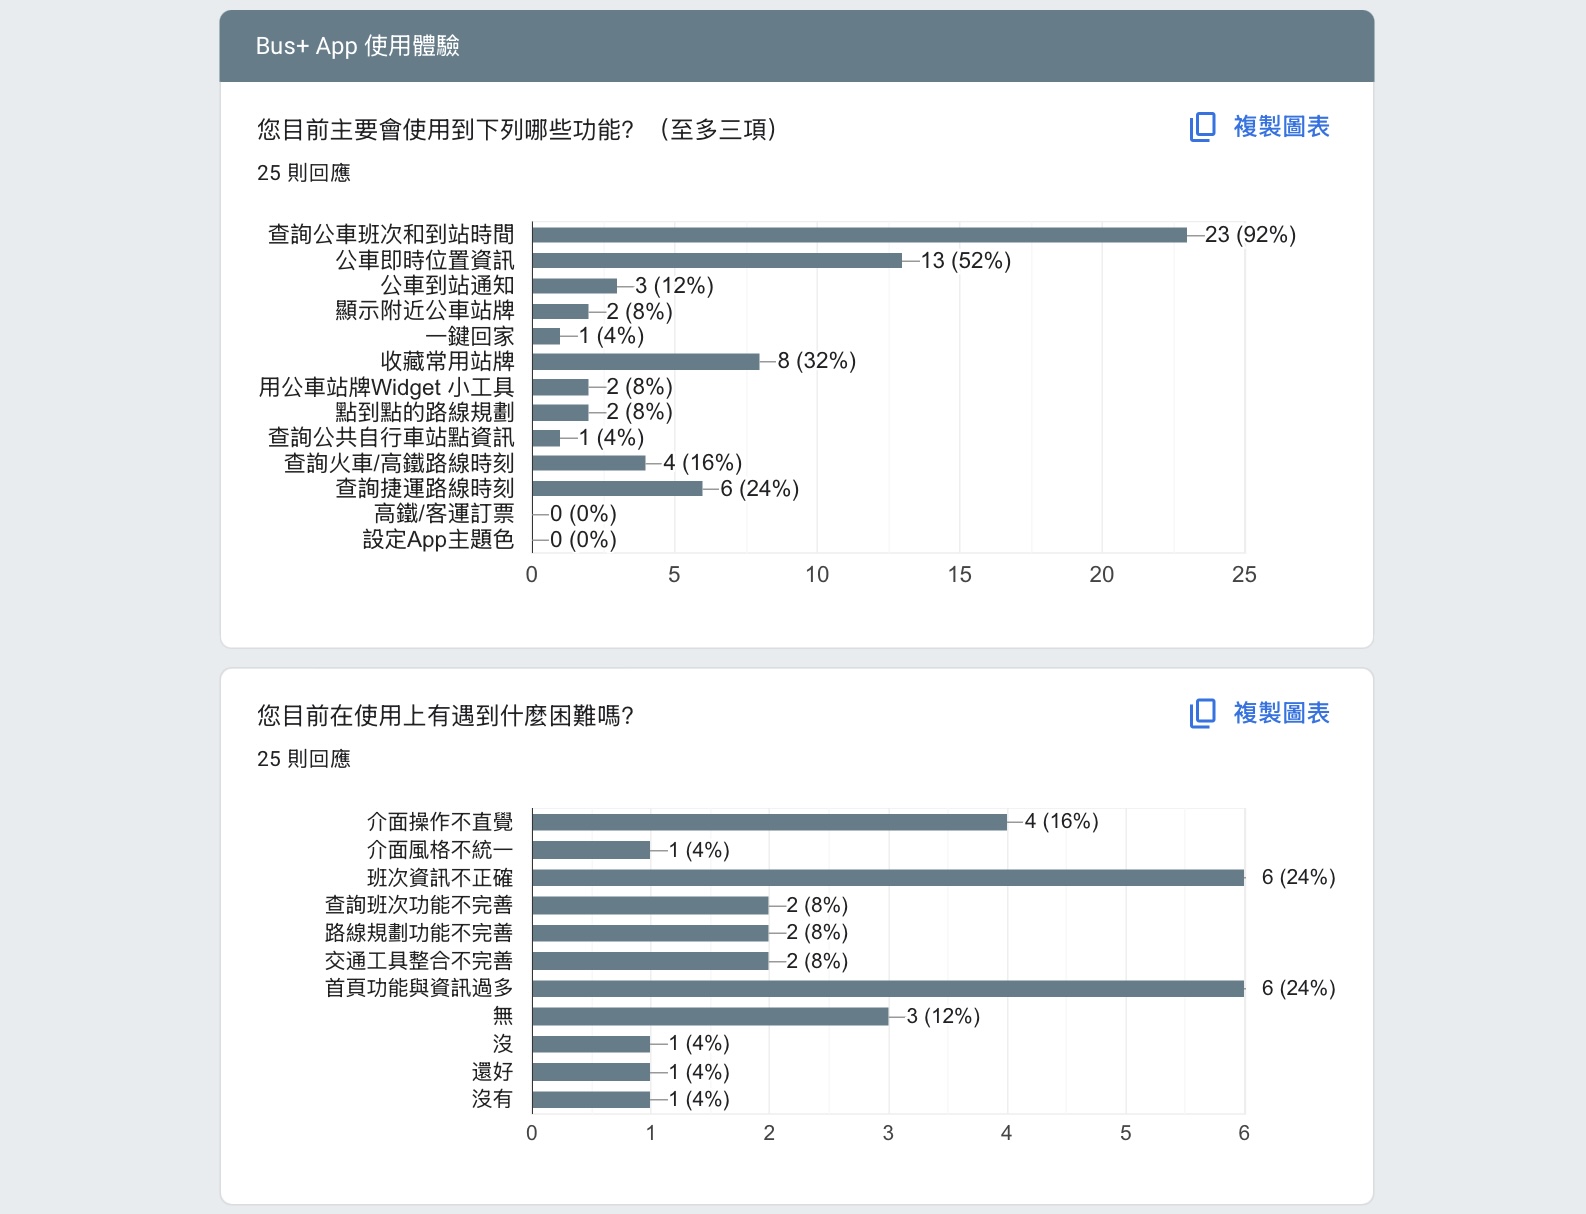 Bus+ App 使用體驗
您目前主要會使用到下列哪些功能? （至多三項）
複製圖表
25 則回應
查詢公車班次和到站時間 23 (92%)
公車即時位置資訊 13 (52%)
公車到站通知 3 (12%)
顯示附近公車站牌 2 (8%)
一鍵回家 1 (4%)
收藏常用站牌 8 (32%)
用公車站牌Widget 小工具 2 (8%)
點到點的路線規劃 2 (8%)
查詢公共自行車站點資訊 1 (4%)
查詢火車/高鐵路線時刻 4 (16%)
查詢捷運路線時刻 6 (24%)
高鐵/客運訂票 0 (0%)
設定App主題色 0 (0%)
0 5 10 15 20 25
您目前在使用上有遇到什麼困難嗎?
複製圖表
25 則回應
介面操作不直覺 4 (16%)
介面風格不統一 1 (4%)
班次資訊不正確 6 (24%)
查詢班次功能不完善 2 (8%)
路線規劃功能不完善 2 (8%)
交通工具整合不完善 2 (8%)
首頁功能與資訊過多 6 (24%)
無 3 (12%)
沒 1 (4%)
還好 1 (4%)
沒有 1 (4%)
0 1 2 3 4 5 6